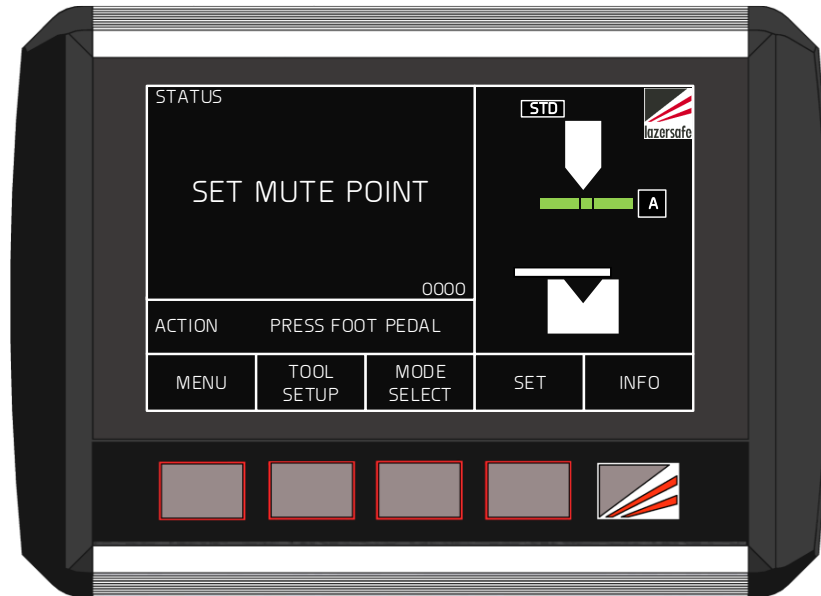 STATUS
STD
lazersafe
SET MUTE POINT
A
0000
ACTION PRESS FOOT PEDAL
MENU
TOOL
SETUP
MODE
SELECT
SET
INFO